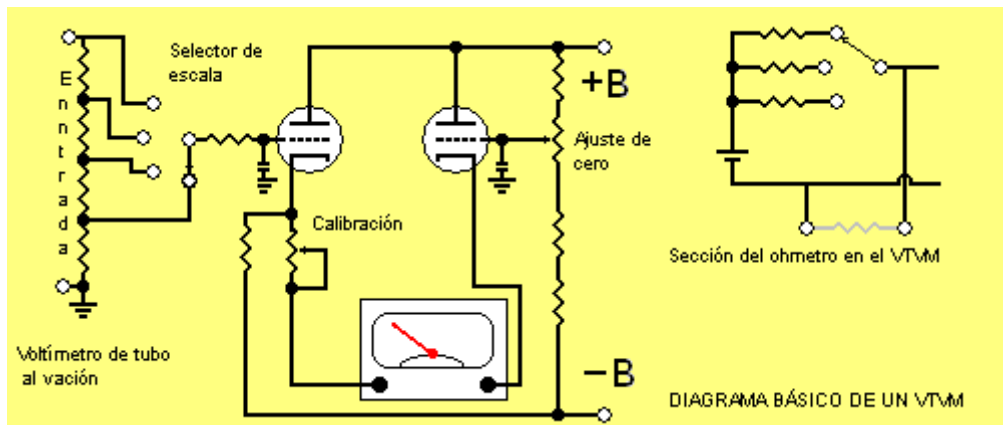 Selector de
escala
Enntrada
+B
Ajuste de
cero
Calibración
Sección del ohmetro en el VTVM
Voltímetro de tubo
al vación
−B
DIAGRAMA BÁSICO DE UN VTVM